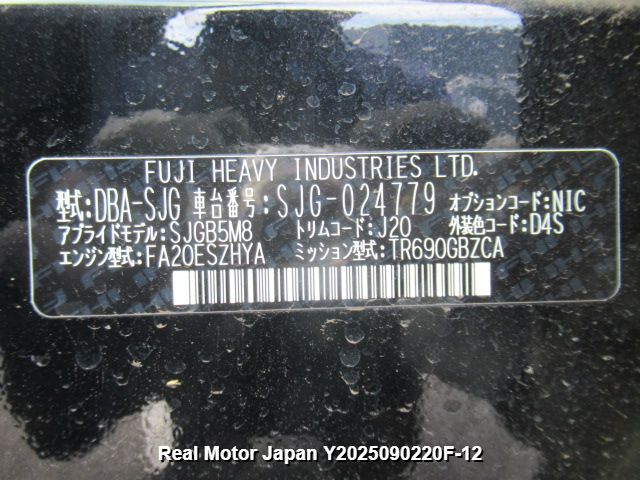 FUJI HEAVY INDUSTRIES LTD.
型式:DBA-SJG 車台番号:SJG-024779 オプションコード:NIC
アプライドモデル:SJGB5M8 トリムコード:J20 外装色コード:D4S
エンジン型式:FA20ESZHYA ミッション型式:TR690GBZCA
Real Motor Japan Y2025090220F-12